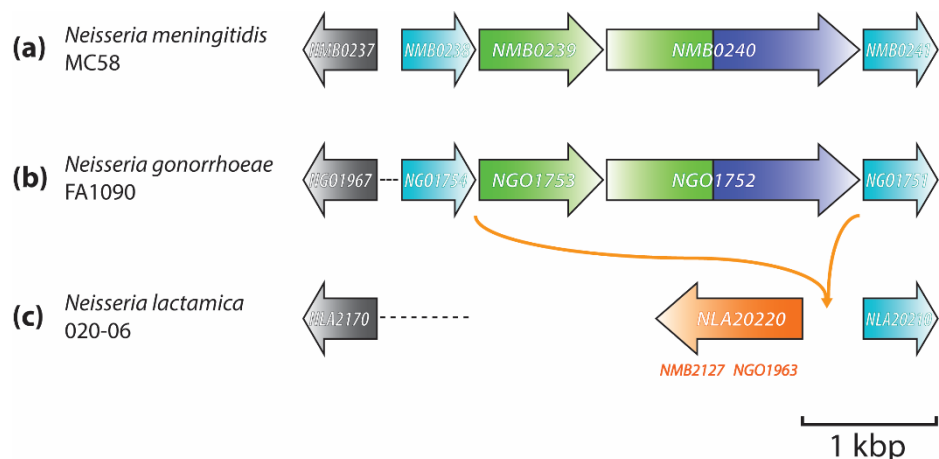 (a) Neisseria meningitidis MC58
NMB0237 NMB0238 NMB0239 NMB0240 NMB0241
(b) Neisseria gonorrhoeae FA1090
NGO1967 NGO1754 NGO1753 NGO1752 NGO1751
(c) Neisseria lactamica 020-06
NLA2170 NLA20220 NLA20210
NMB2127 NGO1963
1 kbp